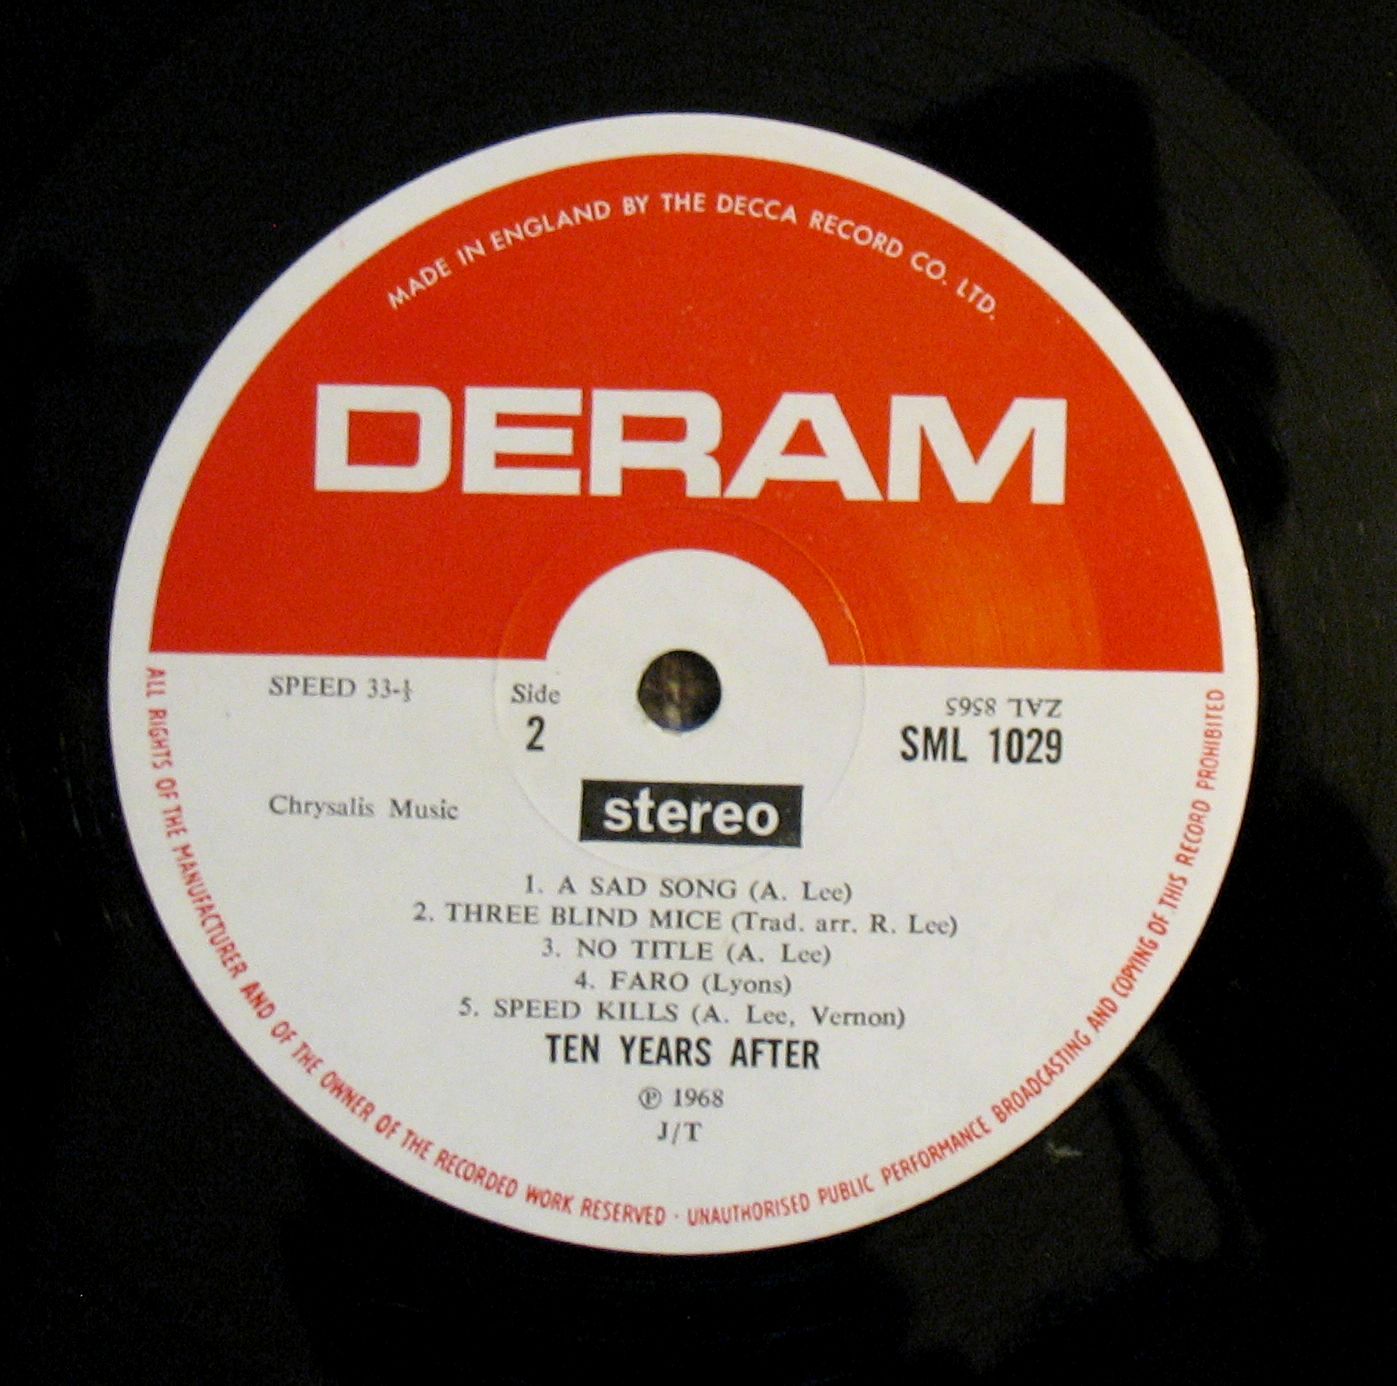 MADE IN ENGLAND BY THE DECCA RECORD CO. LTD.
DERAM
SPEED 33-⅓
Side
2
ZAL 8565
SML 1029
Chrysalis Music
stereo
1. A SAD SONG (A. Lee)
2. THREE BLIND MICE (Trad. arr. R. Lee)
3. NO TITLE (A. Lee)
4. FARO (Lyons)
5. SPEED KILLS (A. Lee, Vernon)
TEN YEARS AFTER
℗ 1968
J/T
ALL RIGHTS OF THE MANUFACTURER AND OF THE OWNER OF THE RECORDED WORK RESERVED · UNAUTHORISED PUBLIC PERFORMANCE BROADCASTING AND COPYING OF THIS RECORD PROHIBITED